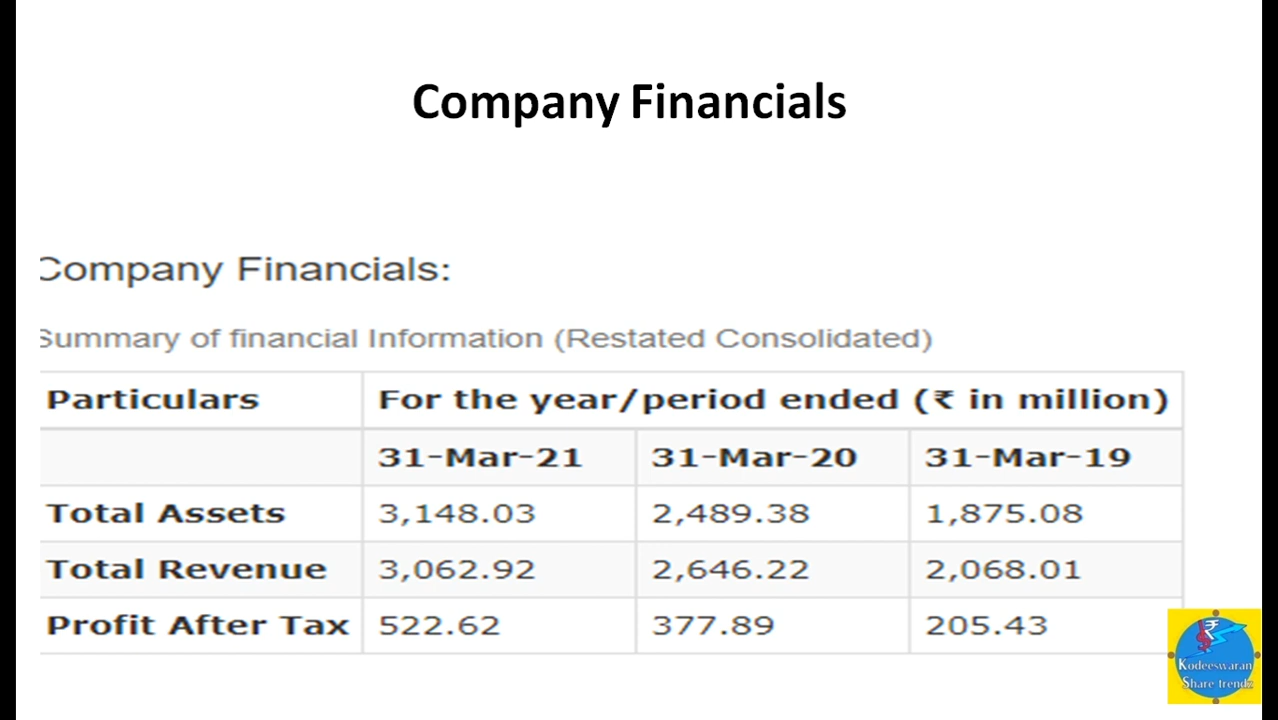 Company Financials
Company Financials:
Summary of financial Information (Restated Consolidated)
Particulars For the year/period ended (₹ in million)
31-Mar-21 31-Mar-20 31-Mar-19
Total Assets 3,148.03 2,489.38 1,875.08
Total Revenue 3,062.92 2,646.22 2,068.01
Profit After Tax 522.62 377.89 205.43
₹
Kodeeswaran
Share trendz